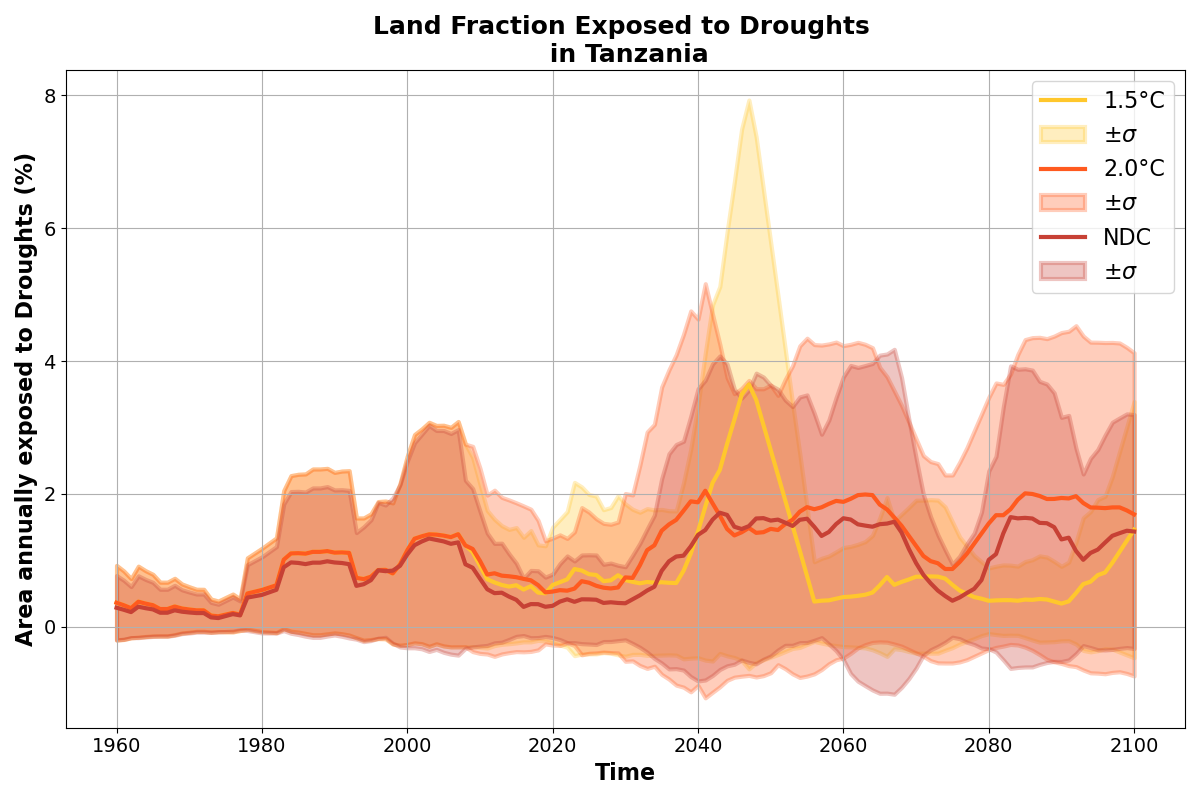 Land Fraction Exposed to Droughts
in Tanzania
Area annually exposed to Droughts (%)
8
6
4
2
0
1960 1980 2000 2020 2040 2060 2080 2100
Time
1.5°C
±σ
2.0°C
±σ
NDC
±σ